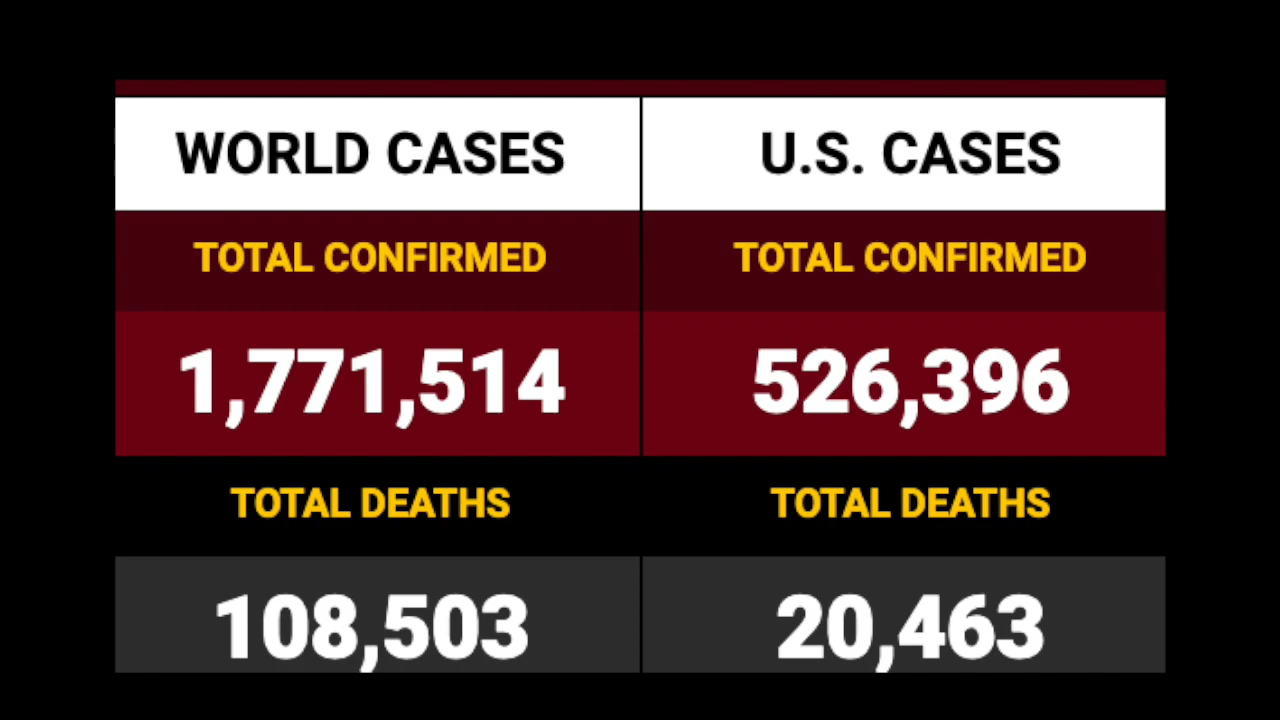 WORLD CASES
U.S. CASES
TOTAL CONFIRMED
TOTAL CONFIRMED
1,771,514
526,396
TOTAL DEATHS
TOTAL DEATHS
108,503
20,463